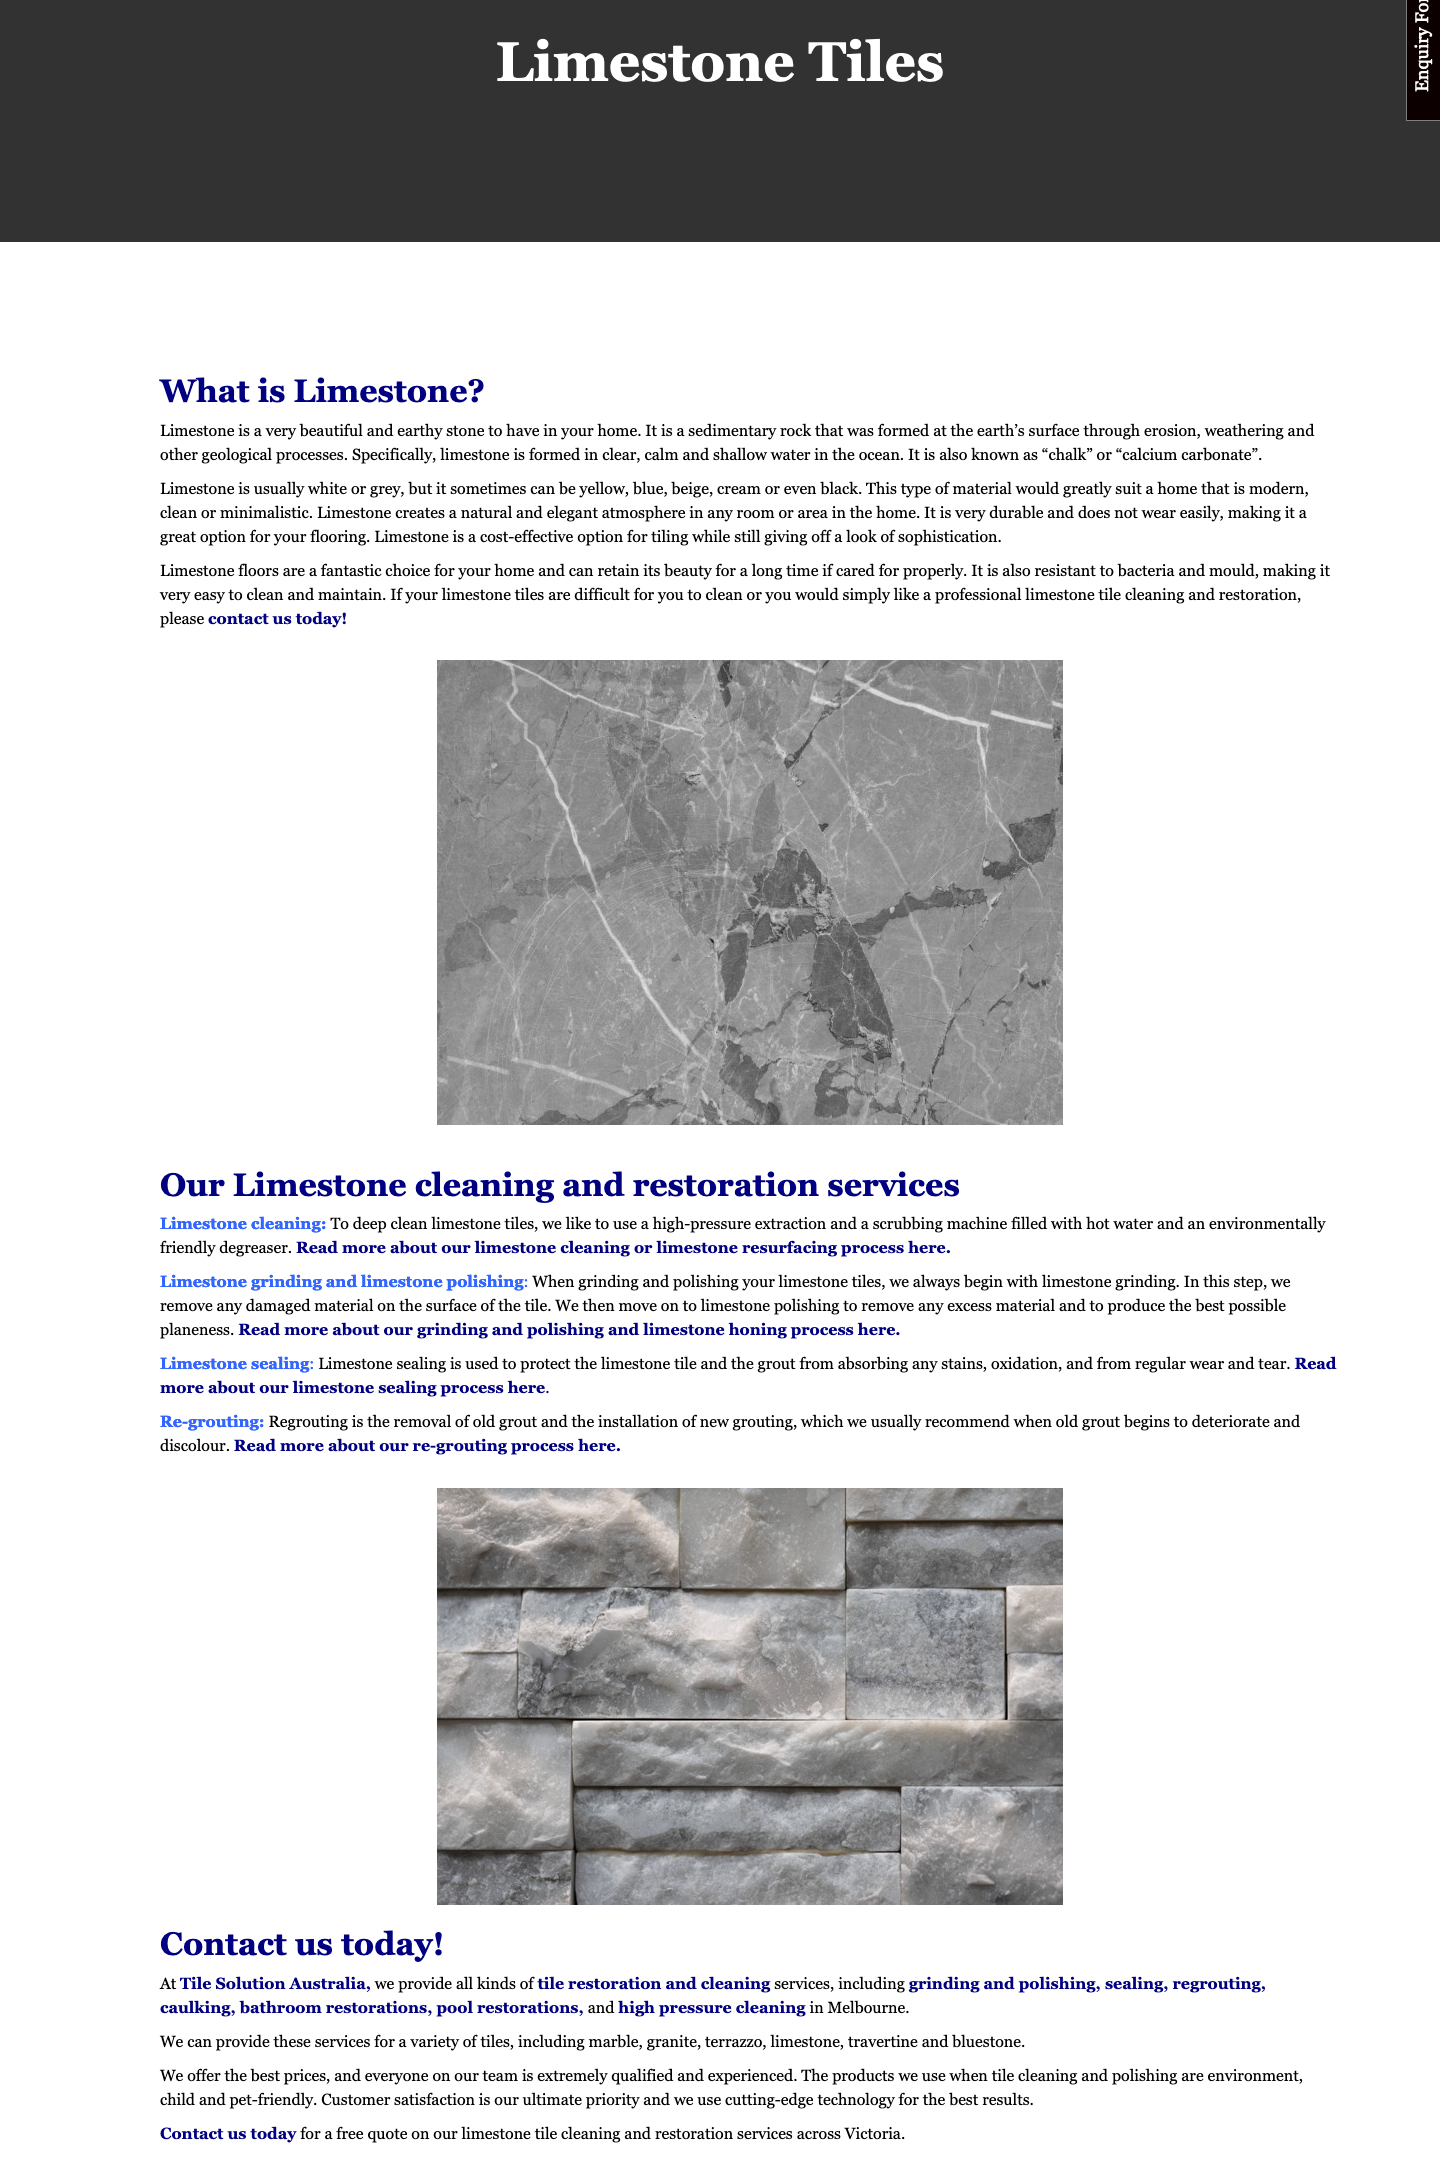 Limestone Tiles
Enquiry Fo
What is Limestone?
Limestone is a very beautiful and earthy stone to have in your home. It is a sedimentary rock that was formed at the earth’s surface through erosion, weathering and
other geological processes. Specifically, limestone is formed in clear, calm and shallow water in the ocean. It is also known as “chalk” or “calcium carbonate”.
Limestone is usually white or grey, but it sometimes can be yellow, blue, beige, cream or even black. This type of material would greatly suit a home that is modern,
clean or minimalistic. Limestone creates a natural and elegant atmosphere in any room or area in the home. It is very durable and does not wear easily, making it a
great option for your flooring. Limestone is a cost-effective option for tiling while still giving off a look of sophistication.
Limestone floors are a fantastic choice for your home and can retain its beauty for a long time if cared for properly. It is also resistant to bacteria and mould, making it
very easy to clean and maintain. If your limestone tiles are difficult for you to clean or you would simply like a professional limestone tile cleaning and restoration,
please contact us today!
Our Limestone cleaning and restoration services
Limestone cleaning: To deep clean limestone tiles, we like to use a high-pressure extraction and a scrubbing machine filled with hot water and an environmentally
friendly degreaser. Read more about our limestone cleaning or limestone resurfacing process here.
Limestone grinding and limestone polishing: When grinding and polishing your limestone tiles, we always begin with limestone grinding. In this step, we
remove any damaged material on the surface of the tile. We then move on to limestone polishing to remove any excess material and to produce the best possible
planeness. Read more about our grinding and polishing and limestone honing process here.
Limestone sealing: Limestone sealing is used to protect the limestone tile and the grout from absorbing any stains, oxidation, and from regular wear and tear. Read
more about our limestone sealing process here.
Re-grouting: Regrouting is the removal of old grout and the installation of new grouting, which we usually recommend when old grout begins to deteriorate and
discolour. Read more about our re-grouting process here.
Contact us today!
At Tile Solution Australia, we provide all kinds of tile restoration and cleaning services, including grinding and polishing, sealing, regrouting,
caulking, bathroom restorations, pool restorations, and high pressure cleaning in Melbourne.
We can provide these services for a variety of tiles, including marble, granite, terrazzo, limestone, travertine and bluestone.
We offer the best prices, and everyone on our team is extremely qualified and experienced. The products we use when tile cleaning and polishing are environment,
child and pet-friendly. Customer satisfaction is our ultimate priority and we use cutting-edge technology for the best results.
Contact us today for a free quote on our limestone tile cleaning and restoration services across Victoria.